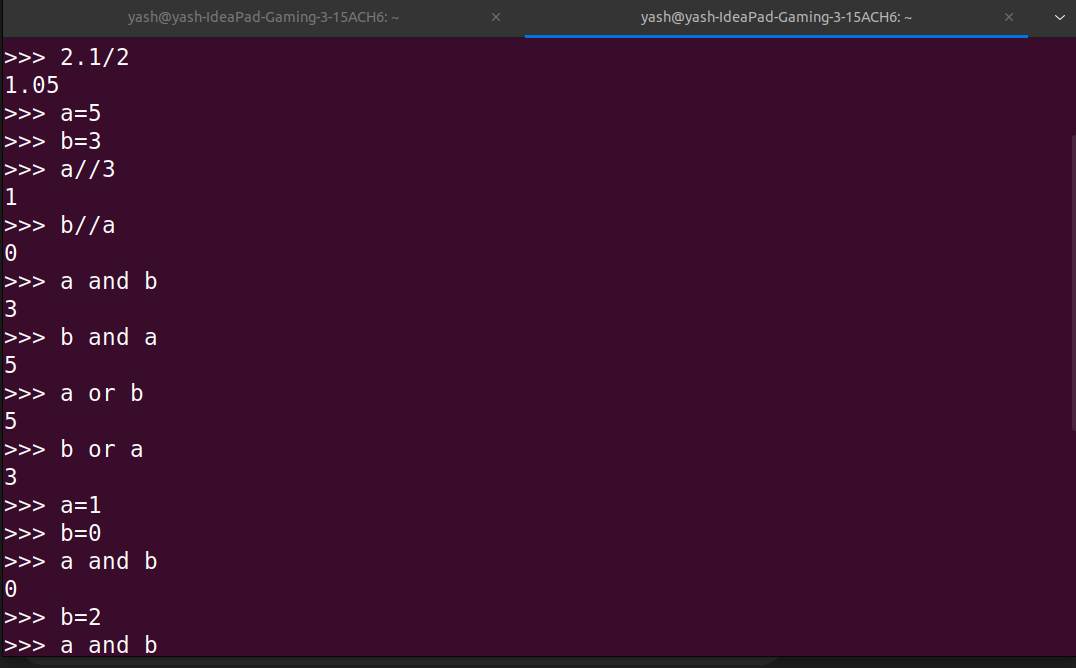 yash@yash-IdeaPad-Gaming-3-15ACH6: ~ × yash@yash-IdeaPad-Gaming-3-15ACH6: ~ ×
>>> 2.1/2
1.05
>>> a=5
>>> b=3
>>> a//3
1
>>> b//a
0
>>> a and b
3
>>> b and a
5
>>> a or b
5
>>> b or a
3
>>> a=1
>>> b=0
>>> a and b
0
>>> b=2
>>> a and b